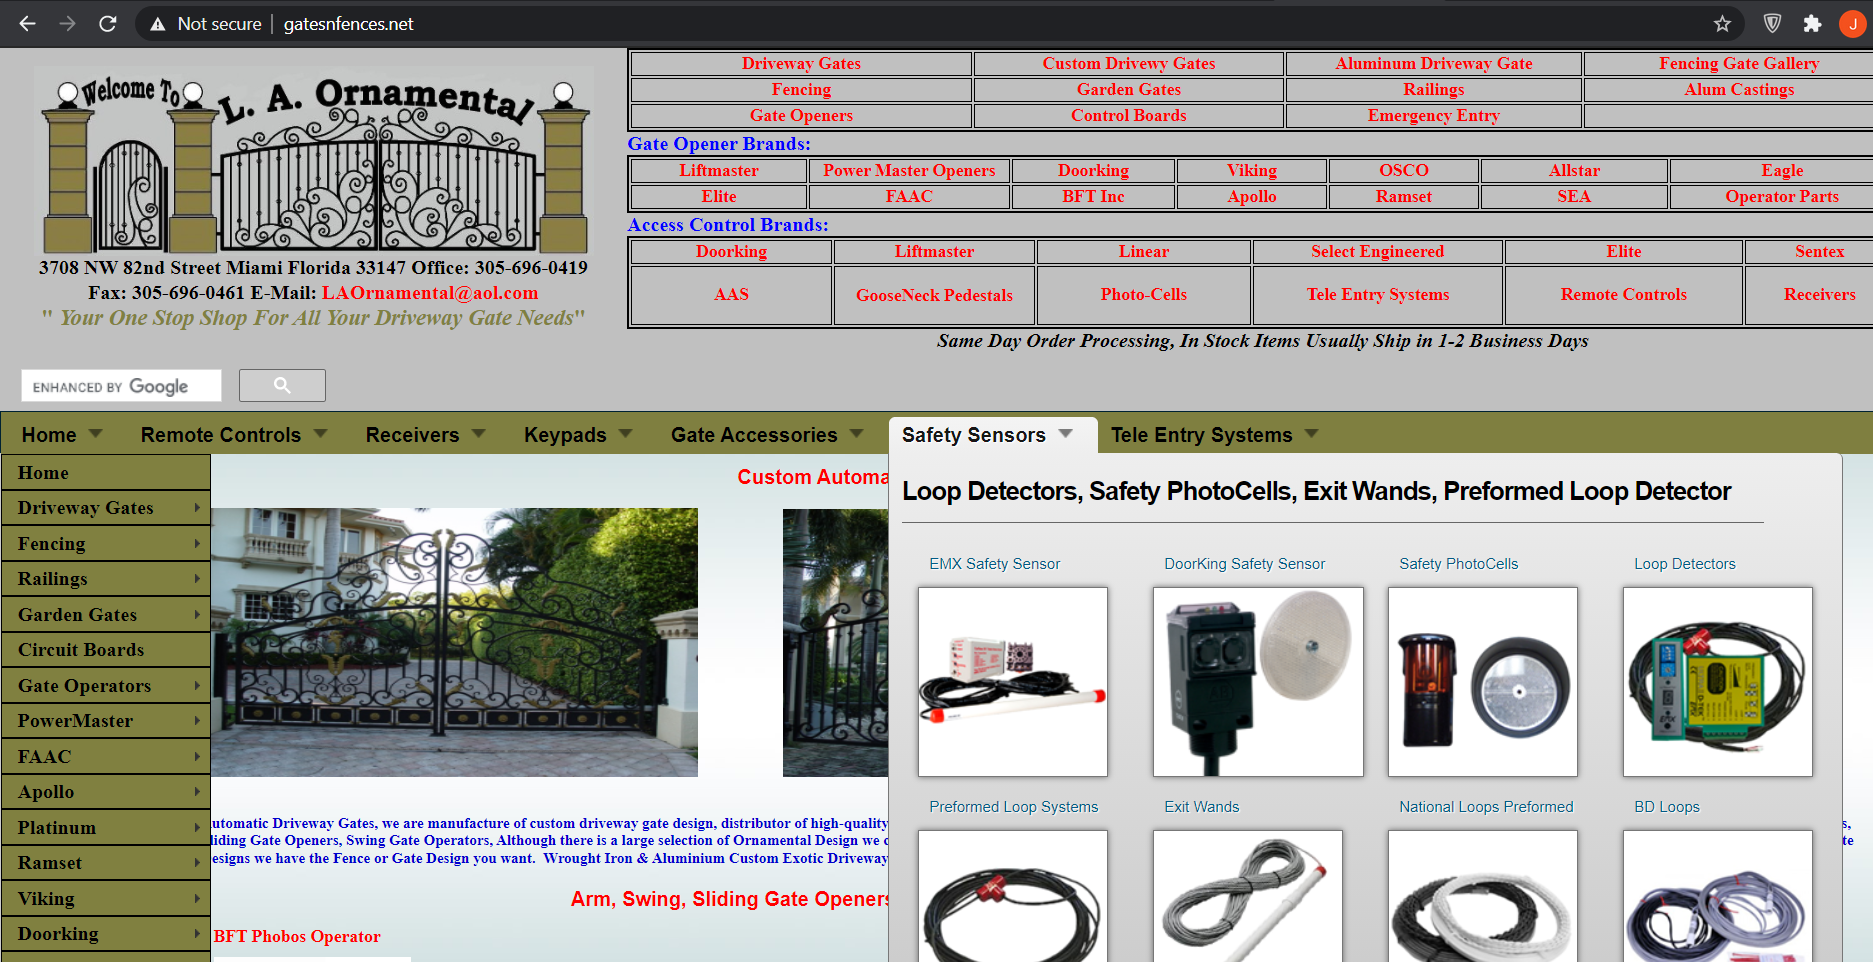 Not secure | gatesnfences.net
J
Welcome To L. A. Ornamental
3708 NW 82nd Street Miami Florida 33147 Office: 305-696-0419
Fax: 305-696-0461 E-Mail: LAOrnamental@aol.com
" Your One Stop Shop For All Your Driveway Gate Needs"
Driveway Gates Custom Drivewy Gates Aluminum Driveway Gate Fencing Gate Gallery
Fencing Garden Gates Railings Alum Castings
Gate Openers Control Boards Emergency Entry
Gate Opener Brands:
Liftmaster Power Master Openers Doorking Viking OSCO Allstar Eagle
Elite FAAC BFT Inc Apollo Ramset SEA Operator Parts
Access Control Brands:
Doorking Liftmaster Linear Select Engineered Elite Sentex
AAS GooseNeck Pedestals Photo-Cells Tele Entry Systems Remote Controls Receivers
Same Day Order Processing, In Stock Items Usually Ship in 1-2 Business Days
ENHANCED BY Google
Home Remote Controls Receivers Keypads Gate Accessories Safety Sensors Tele Entry Systems
Home
Driveway Gates
Fencing
Railings
Garden Gates
Circuit Boards
Gate Operators
PowerMaster
FAAC
Apollo
Platinum
Ramset
Viking
Doorking
Custom Automa
Loop Detectors, Safety PhotoCells, Exit Wands, Preformed Loop Detector
EMX Safety Sensor DoorKing Safety Sensor Safety PhotoCells Loop Detectors
Preformed Loop Systems Exit Wands National Loops Preformed BD Loops
utomatic Driveway Gates, we are manufacture of custom driveway gate design, distributor of high-quality s,
liding Gate Openers, Swing Gate Operators, Although there is a large selection of Ornamental Design we c te
esigns we have the Fence or Gate Design you want. Wrought Iron & Aluminium Custom Exotic Driveway
Arm, Swing, Sliding Gate Openers
BFT Phobos Operator